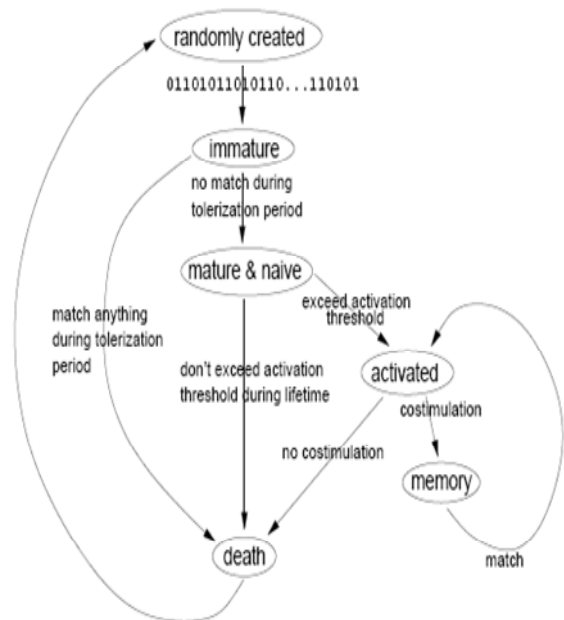 randomly created
01101011010110...110101
immature
no match during
tolerization period
mature & naive
exceed activation
threshold
match anything
during tolerization
period
don't exceed activation
threshold during lifetime
activated
costimulation
no costimulation
memory
death
match